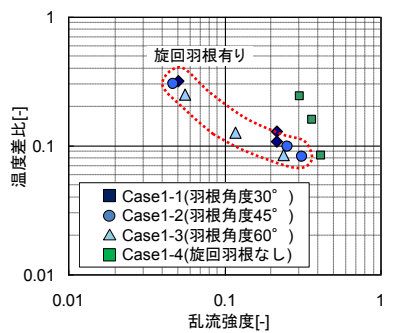 1
旋回羽根有り
温度差比[-]
0.1
Case1-1(羽根角度30°)
Case1-2(羽根角度45°)
Case1-3(羽根角度60°)
Case1-4(旋回羽根なし)
0.01
0.01
0.1
1
乱流強度[-]